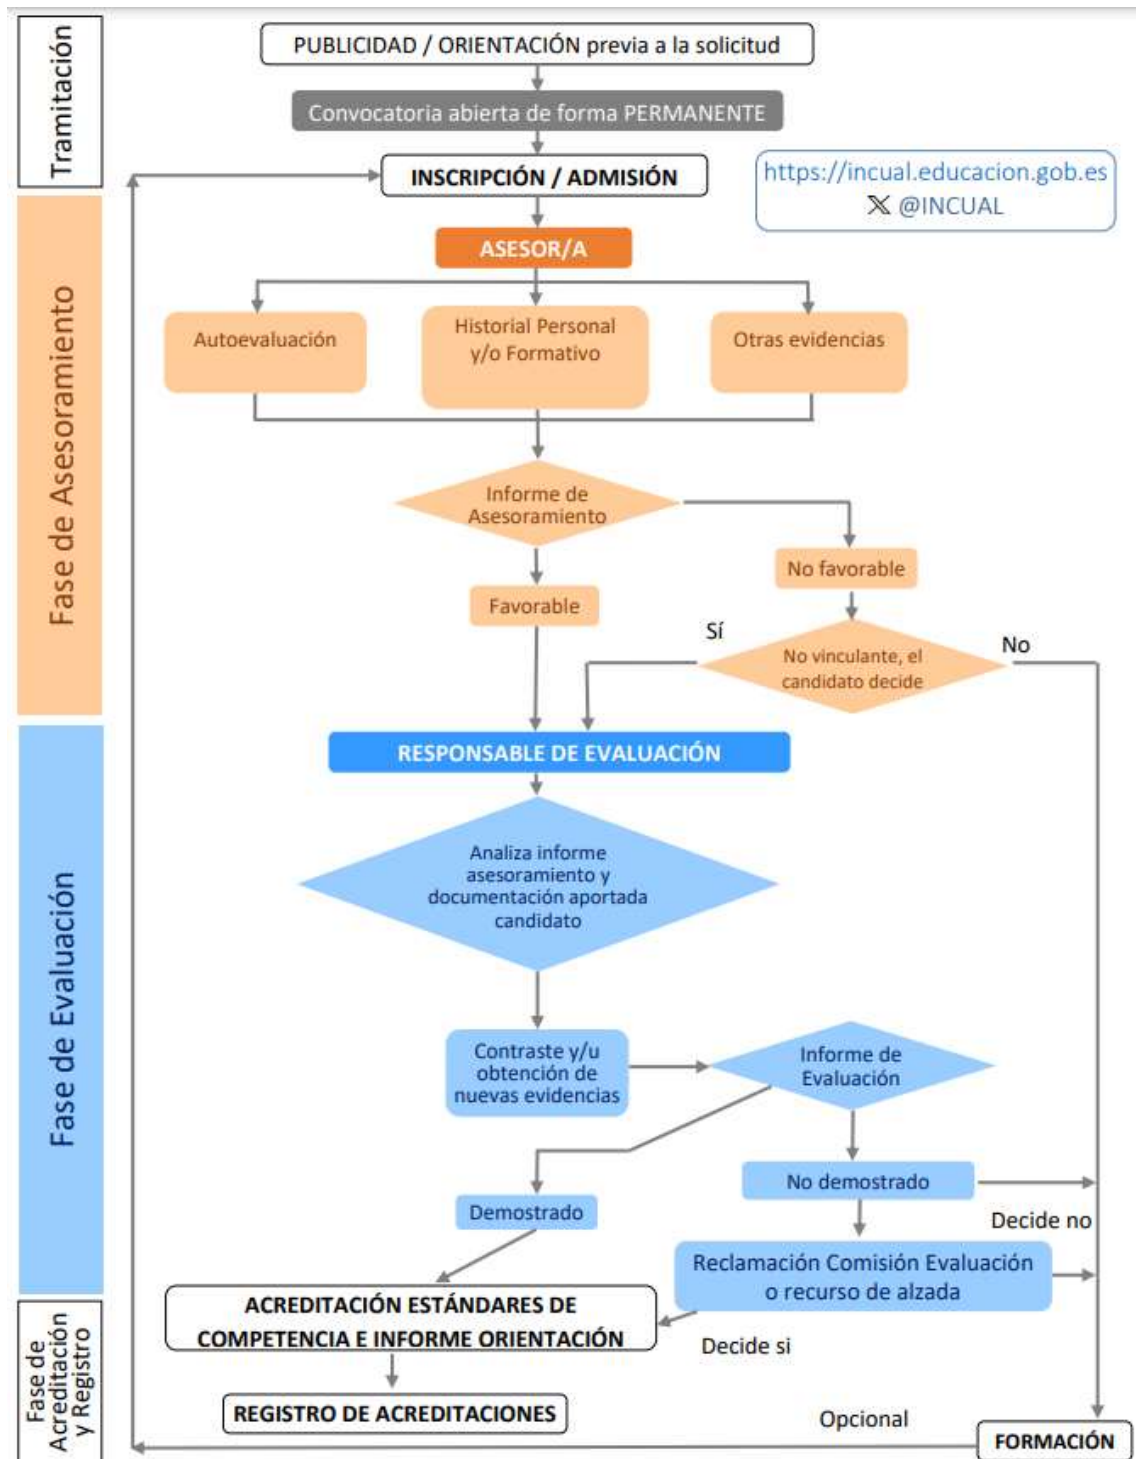 Tramitación
PUBLICIDAD / ORIENTACIÓN previa a la solicitud
Convocatoria abierta de forma PERMANENTE
INSCRIPCIÓN / ADMISIÓN
https://incual.educacion.gob.es
X @INCUAL
Fase de Asesoramiento
ASESOR/A
Autoevaluación
Historial Personal
y/o Formativo
Otras evidencias
Informe de
Asesoramiento
No favorable
Favorable
Sí
No
No vinculante, el
candidato decide
Fase de Evaluación
RESPONSABLE DE EVALUACIÓN
Analiza informe
asesoramiento y
documentación aportada
candidato
Contraste y/u
obtención de
nuevas evidencias
Informe de
Evaluación
No demostrado
Demostrado
Decide no
Reclamación Comisión Evaluación
o recurso de alzada
Fase de
Acreditación
y Registro
ACREDITACIÓN ESTÁNDARES DE
COMPETENCIA E INFORME ORIENTACIÓN
Decide si
REGISTRO DE ACREDITACIONES
Opcional
FORMACIÓN